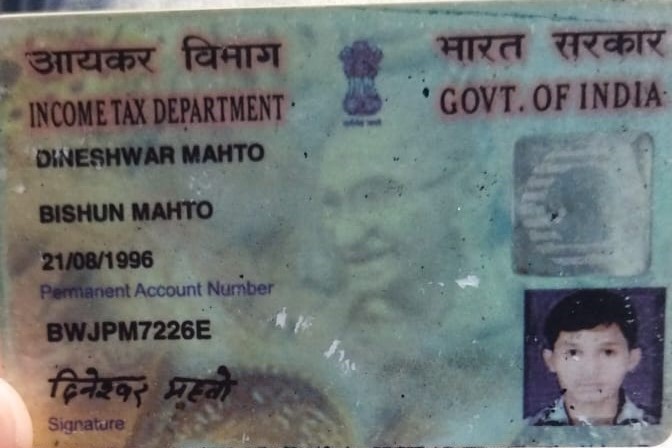 आयकर विभाग
भारत सरकार
INCOME TAX DEPARTMENT
GOVT. OF INDIA
DINESHWAR MAHTO
BISHUN MAHTO
21/08/1996
Permanent Account Number
BWJPM7226E
दिनेश्वर महतो
Signature